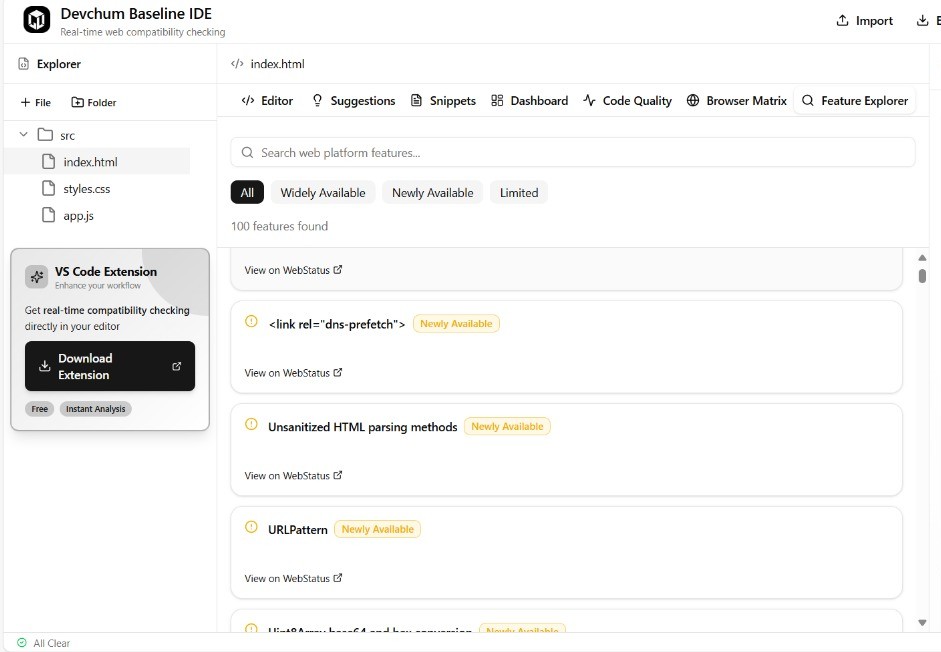 Devchum Baseline IDE
Real-time web compatibility checking
Import
E
Explorer
index.html
File
Folder
src
index.html
styles.css
app.js
VS Code Extension
Enhance your workflow
Get real-time compatibility checking
directly in your editor
Download
Extension
Free
Instant Analysis
Editor
Suggestions
Snippets
Dashboard
Code Quality
Browser Matrix
Feature Explorer
Search web platform features...
All
Widely Available
Newly Available
Limited
100 features found
View on WebStatus
<link rel="dns-prefetch"> Newly Available
View on WebStatus
Unsanitized HTML parsing methods Newly Available
View on WebStatus
URLPattern Newly Available
View on WebStatus
Uint8Array base64 and hex conversion Newly Available
All Clear